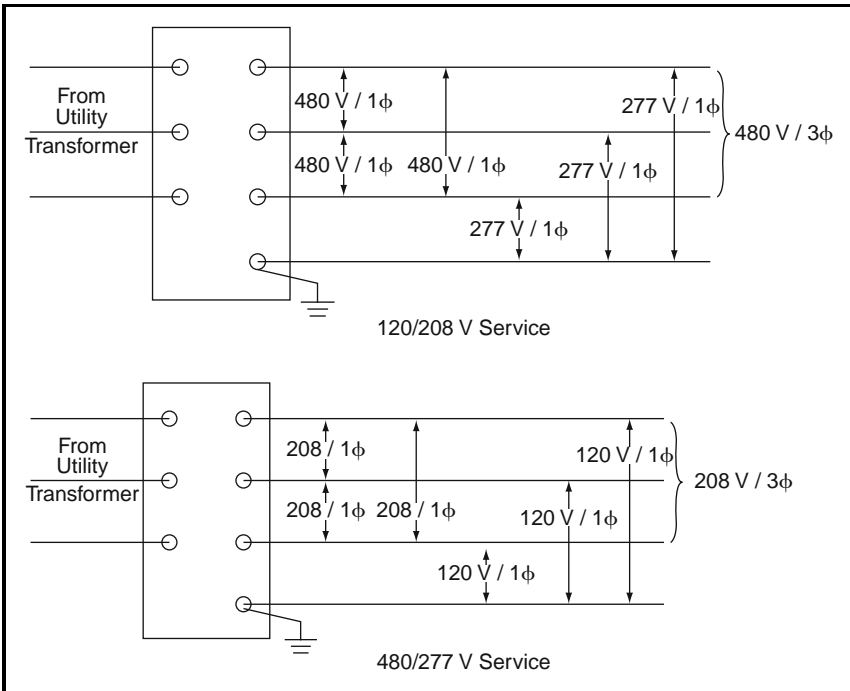 From
Utility
Transformer
480 V / 1ϕ
480 V / 1ϕ
480 V / 1ϕ
277 V / 1ϕ
277 V / 1ϕ
277 V / 1ϕ
480 V / 3ϕ
120/208 V Service
From
Utility
Transformer
208 / 1ϕ
208 / 1ϕ
208 / 1ϕ
120 V / 1ϕ
120 V / 1ϕ
120 V / 1ϕ
208 V / 3ϕ
480/277 V Service